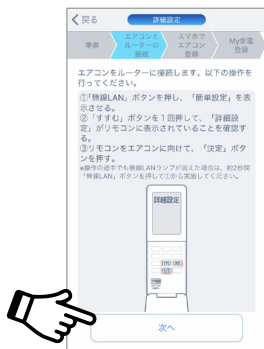 戻る
詳細設定
準備
エアコンと
ルーターの
接続
スマホで
エアコン
登録
My家電
登録
エアコンをルーターに接続します。以下の操作を
行ってください。
①「無線LAN」ボタンを押し、「簡単設定」を表
示させる。
②「すすむ」ボタンを１回押して、「詳細設
定」がリモコンに表示されていることを確認す
る。
③リモコンをエアコンに向けて、「決定」ボタ
ンを押す。
※操作の途中でも無線LANランプが消えた場合は、約2秒間
「無線LAN」ボタンを押して①から実施してください。
詳細設定
次へ